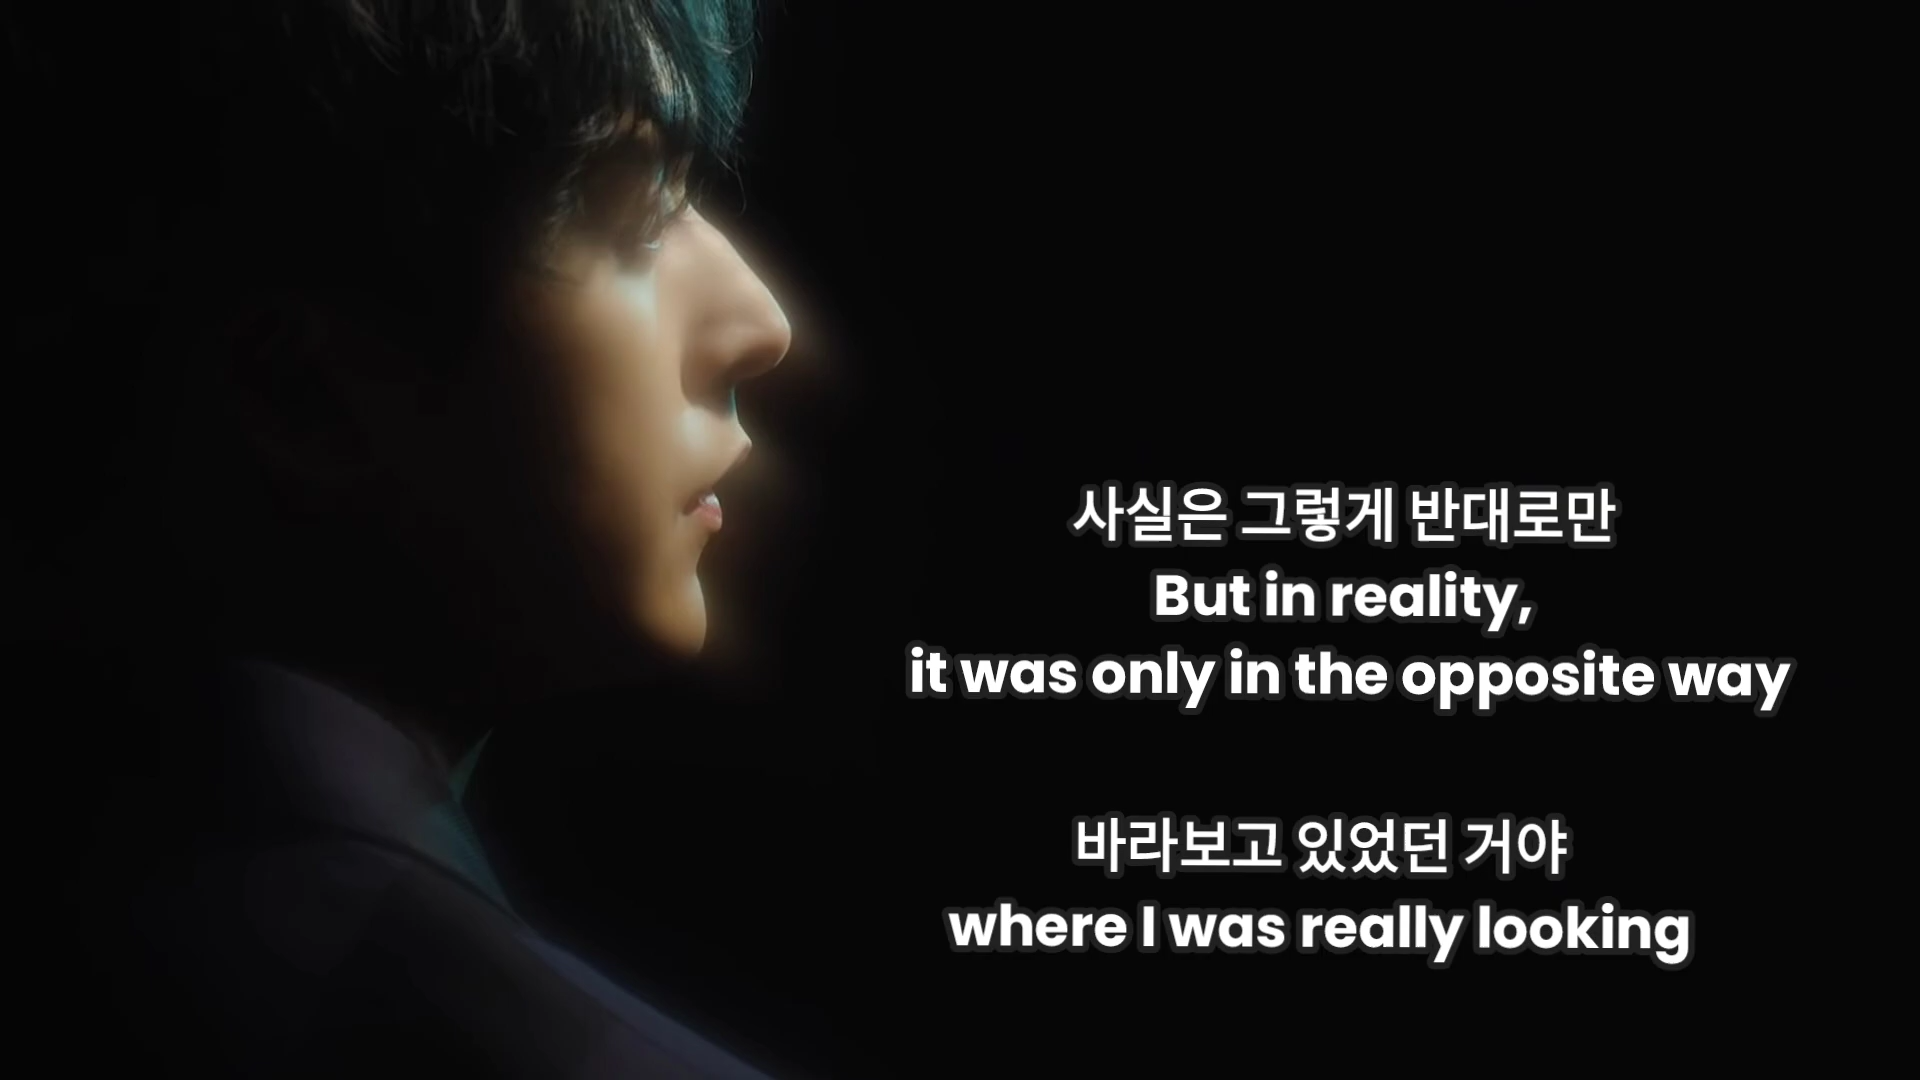 사실은 그렇게 반대로만
But in reality,
it was only in the opposite way
바라보고 있었던 거야
where I was really looking